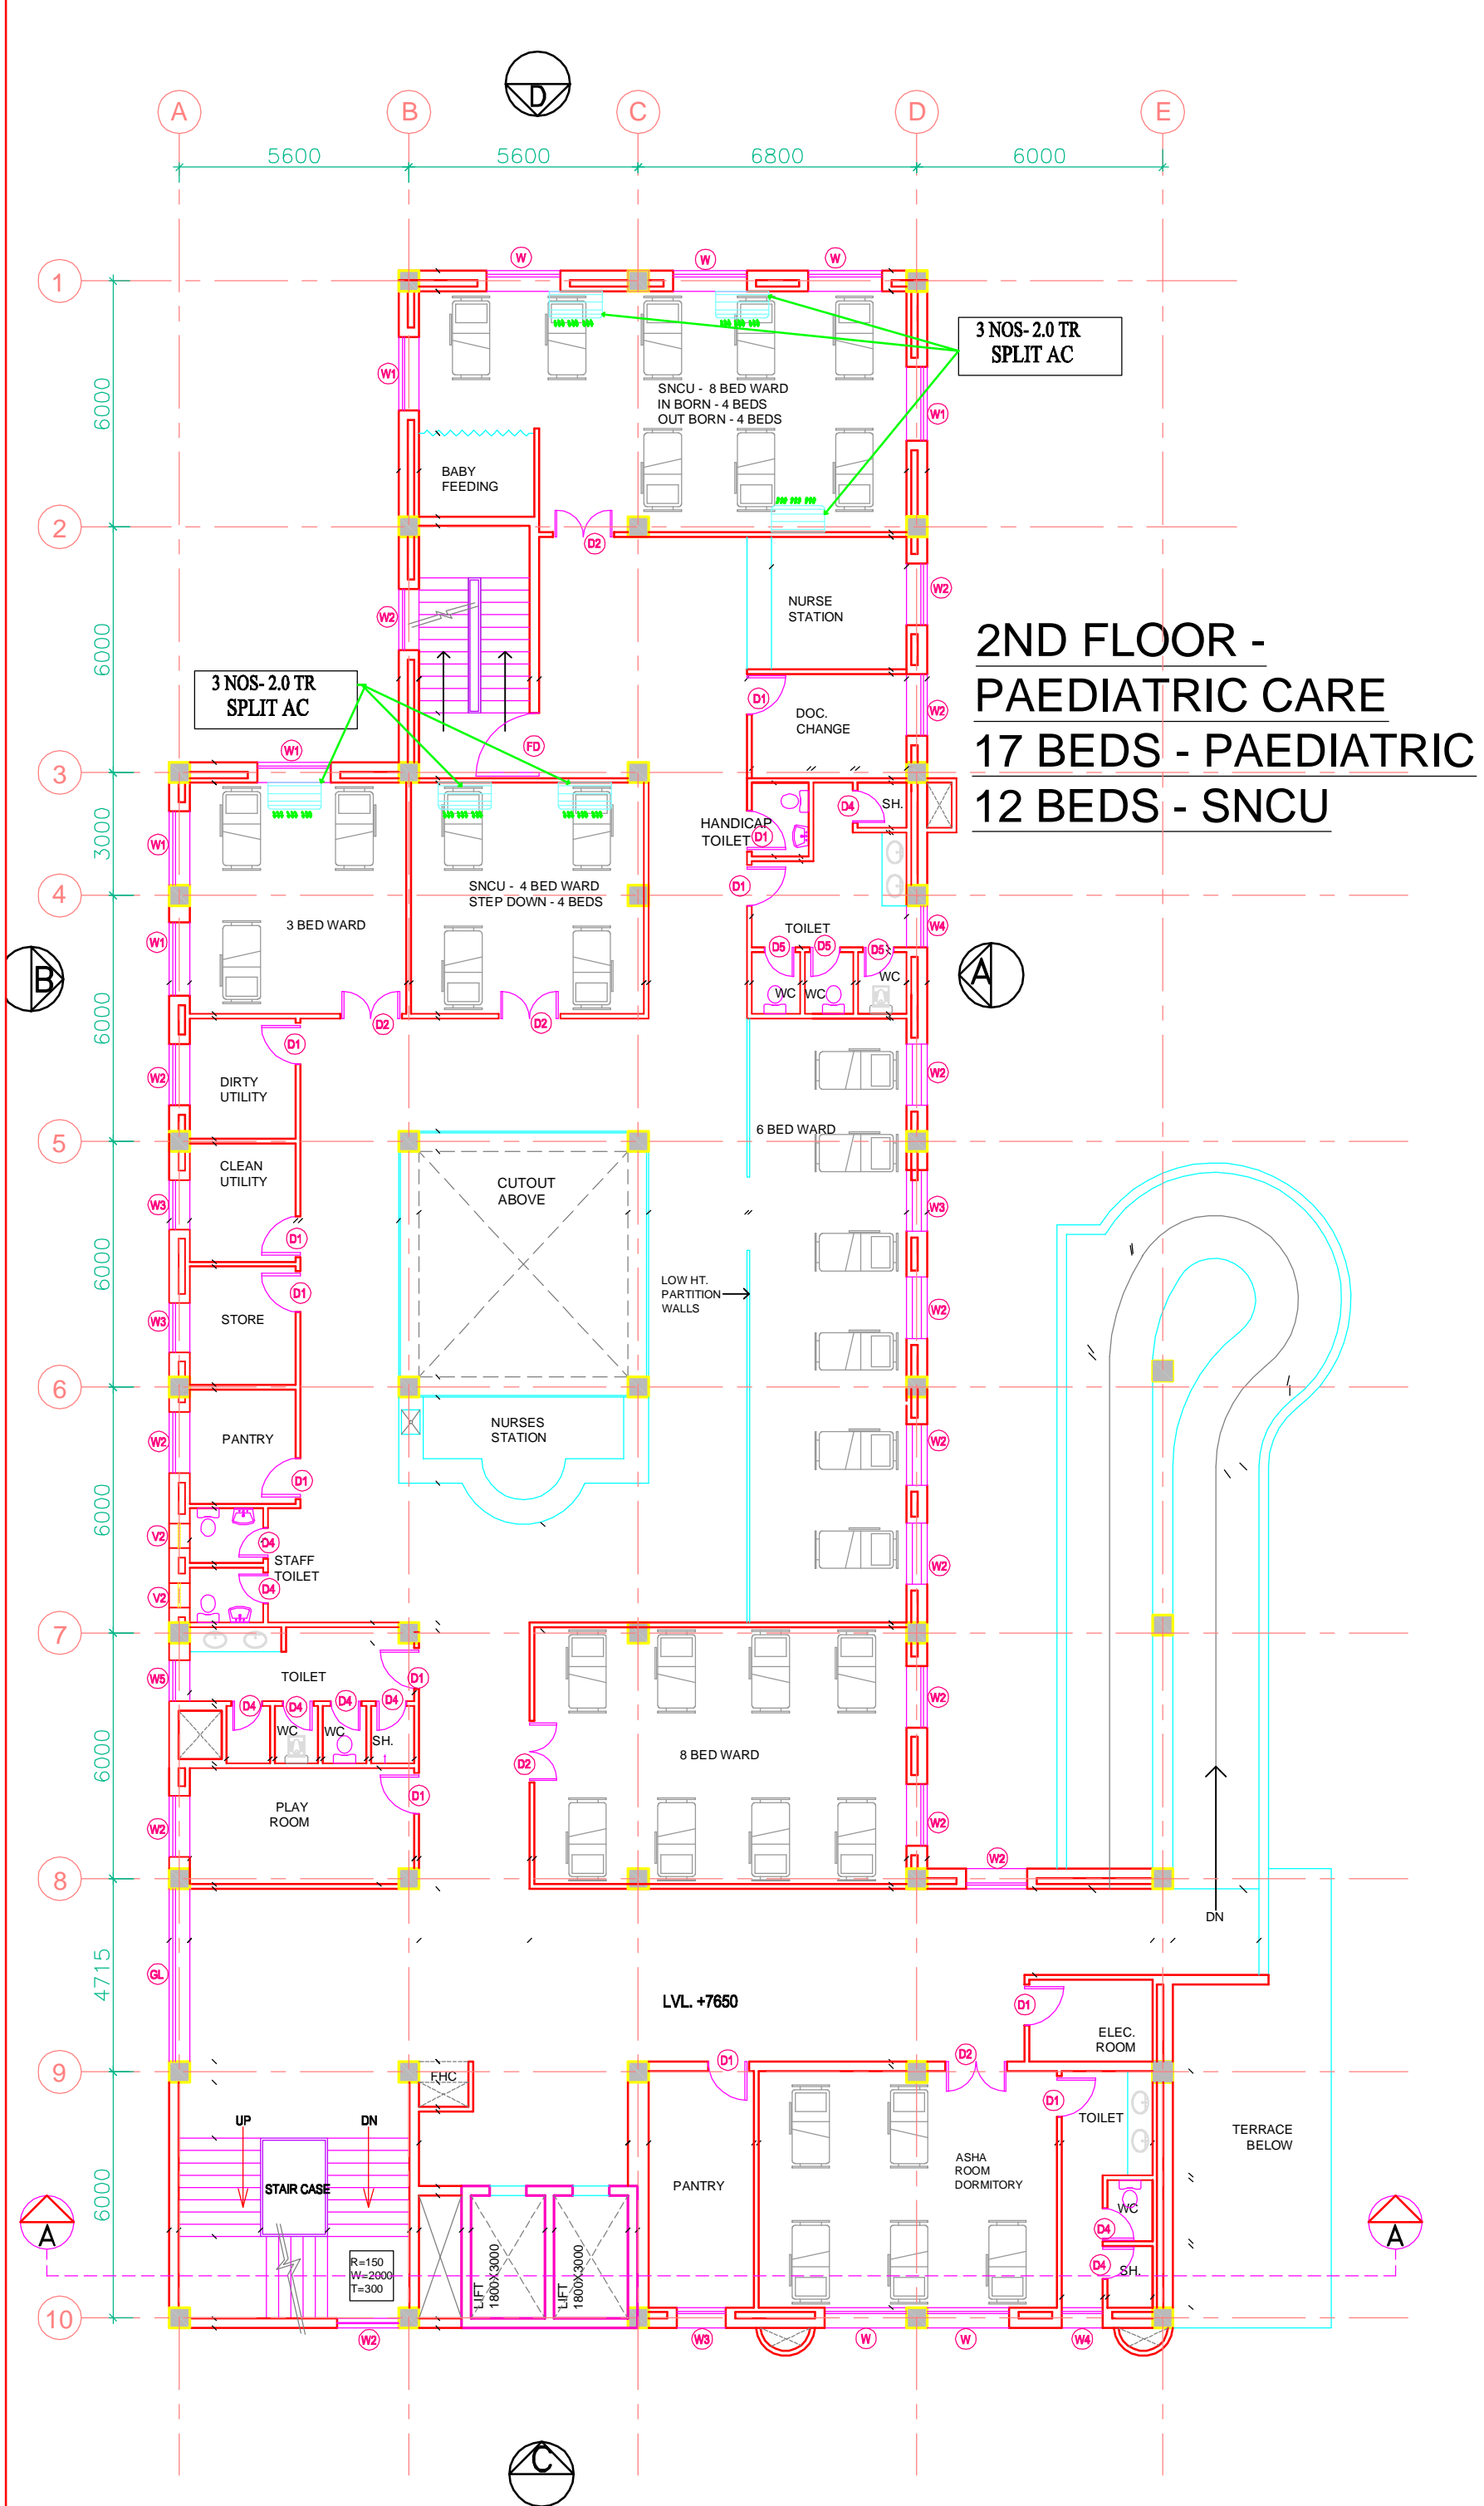 D
A
B
C
D
E
5600
5600
6800
6000
1
W
W
W
3 NOS- 2.0 TR
SPLIT AC
W1
SNCU - 8 BED WARD
IN BORN - 4 BEDS
OUT BORN - 4 BEDS
6000
W1
BABY
FEEDING
2
D2
W2
NURSE
STATION
W2
2ND FLOOR -
PAEDIATRIC CARE
17 BEDS - PAEDIATRIC
12 BEDS - SNCU
6000
3 NOS- 2.0 TR
SPLIT AC
D1
DOC.
CHANGE
W2
FD
W1
3
D4
SH.
HANDICAP
TOILET
D1
3000
W1
D1
4
SNCU - 4 BED WARD
STEP DOWN - 4 BEDS
3 BED WARD
TOILET
W4
W1
D5
D5
D5
B
A
WC
WC
WC
D2
D2
D1
6000
DIRTY
UTILITY
W2
W2
5
6 BED WARD
CLEAN
UTILITY
CUTOUT
ABOVE
W3
W3
D1
6000
LOW HT.
PARTITION
WALLS
D1
STORE
W3
W2
6
NURSES
STATION
PANTRY
W2
W2
D1
6000
V2
D4
STAFF
TOILET
W2
D4
V2
7
TOILET
W5
D1
W2
D4
D4
D4
D4
WC
WC
SH.
8 BED WARD
D2
6000
D1
PLAY
ROOM
W2
W2
W2
8
DN
4715
GL
LVL. +7650
D1
ELEC.
ROOM
9
FHC
D1
D2
D1
TOILET
UP
DN
TERRACE
BELOW
6000
STAIR CASE
PANTRY
ASHA
ROOM
DORMITORY
WC
D4
A
A
R=150
W=2000
T=300
LIFT
1800X3000
LIFT
1800X3000
D4
SH.
10
W2
W3
W
W
W4
C